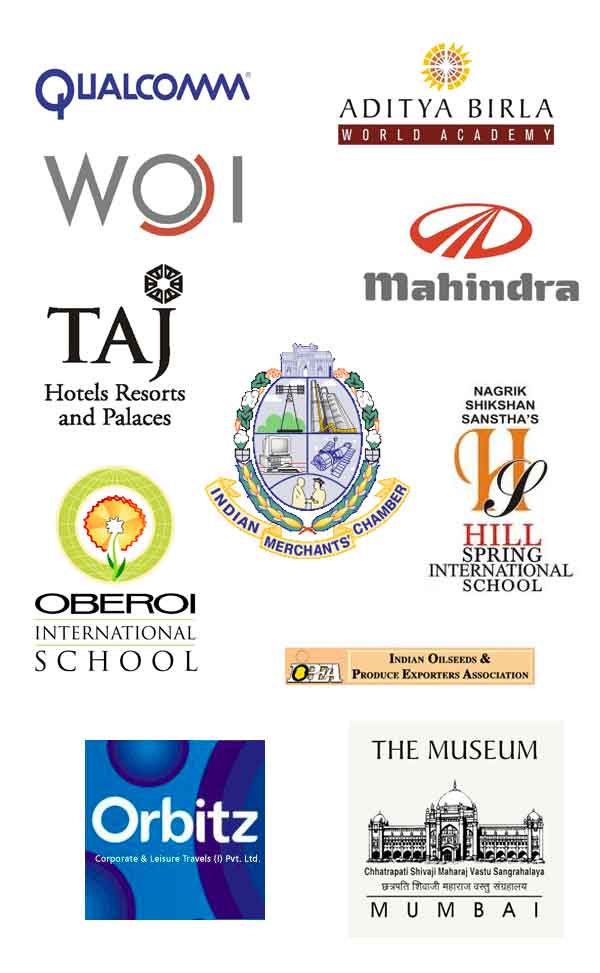 QUALCOMM®
ADITYA BIRLA
WORLD ACADEMY
WOI
Mahindra
TAJ
Hotels Resorts
and Palaces
INDIAN MERCHANTS' CHAMBER
NAGRIK
SHIKSHAN
SANSTHA'S
HS
HILL
SPRING
INTERNATIONAL
SCHOOL
OBEROI
INTERNATIONAL
SCHOOL
IOPEA
INDIAN OILSEEDS &
PRODUCE EXPORTERS ASSOCIATION
Orbitz
Corporate & Leisure Travels (I) Pvt. Ltd.
THE MUSEUM
Chhatrapati Shivaji Maharaj Vastu Sangrahalaya
छत्रपति शिवाजी महाराज वस्तु संग्रहालय
MUMBAI